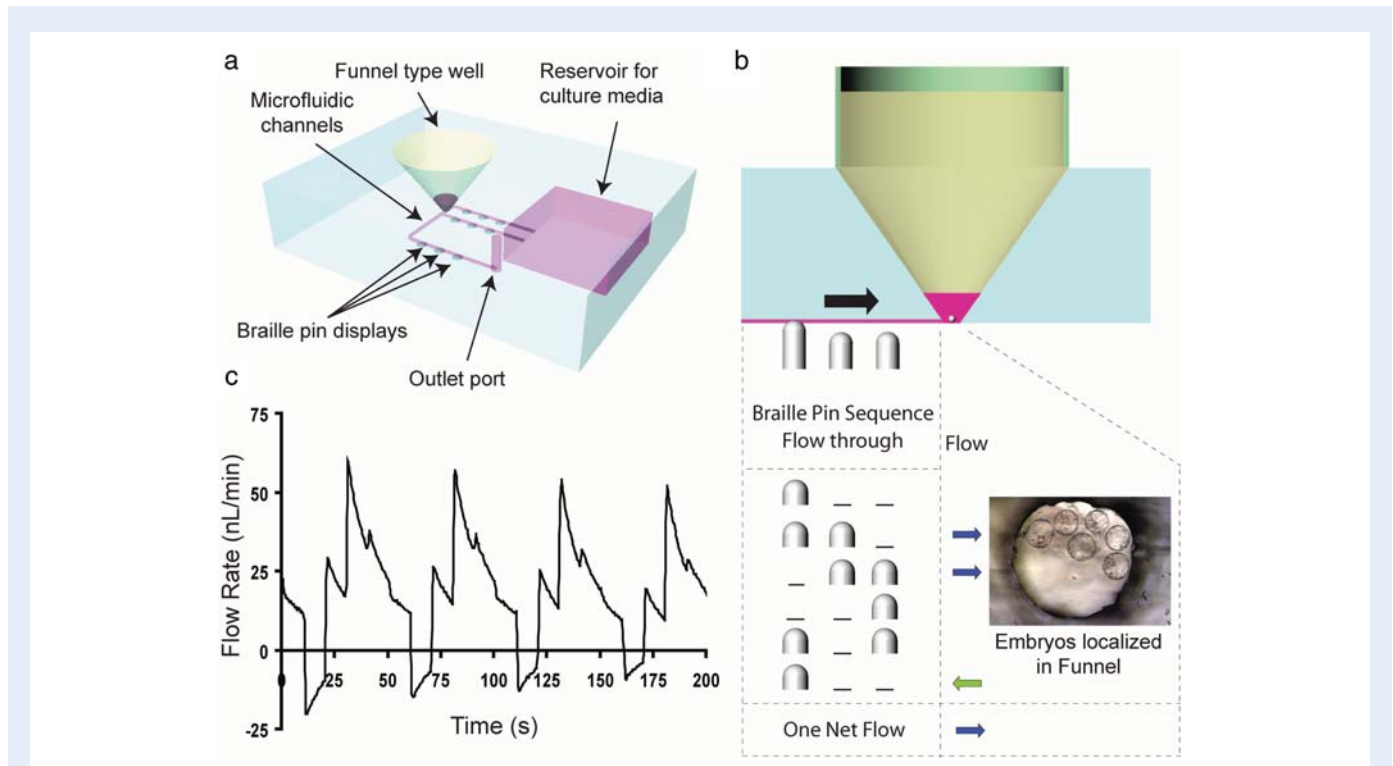 a
Funnel type well
Reservoir for
culture media
Microfluidic
channels
Braille pin displays
Outlet port
b
Braille Pin Sequence
Flow through
Flow
Embryos localized
in Funnel
One Net Flow
c
Flow Rate (nL/min)
75
50
25
0
-25
0 25 50 75 100 125 150 175 200
Time (s)